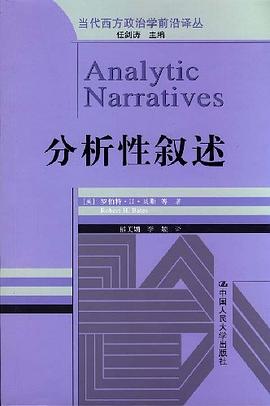 当代西方政治学前沿译丛
任剑涛 主编
Analytic
Narratives
分析性叙述
[美] 罗伯特·H·贝斯 等 著
Robert H. Bates
熊美娟 李颖 译
中国人民大学出版社